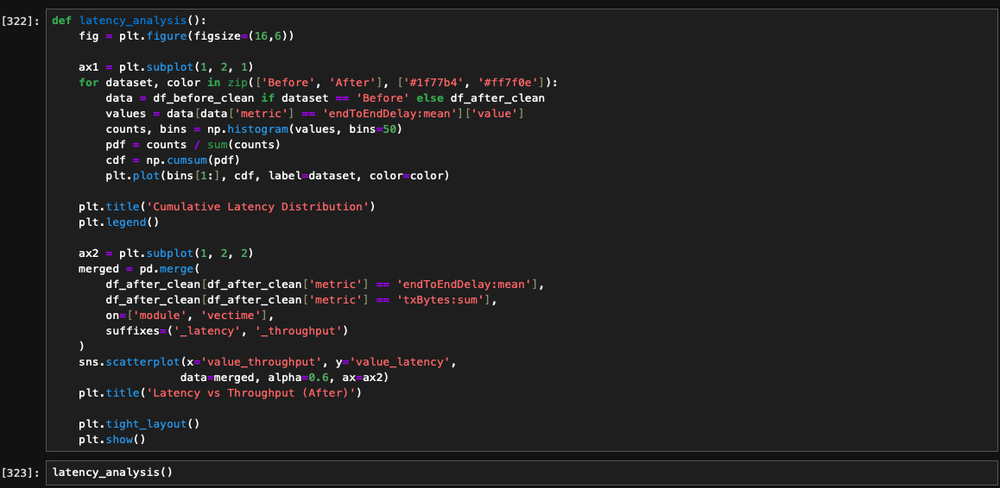 [322]: def latency_analysis():
    fig = plt.figure(figsize=(16,6))

    ax1 = plt.subplot(1, 2, 1)
    for dataset, color in zip(['Before', 'After'], ['#1f77b4', '#ff7f0e']):
        data = df_before_clean if dataset == 'Before' else df_after_clean
        values = data[data['metric'] == 'endToEndDelay:mean']['value']
        counts, bins = np.histogram(values, bins=50)
        pdf = counts / sum(counts)
        cdf = np.cumsum(pdf)
        plt.plot(bins[1:], cdf, label=dataset, color=color)

    plt.title('Cumulative Latency Distribution')
    plt.legend()

    ax2 = plt.subplot(1, 2, 2)
    merged = pd.merge(
        df_after_clean[df_after_clean['metric'] == 'endToEndDelay:mean'],
        df_after_clean[df_after_clean['metric'] == 'txBytes:sum'],
        on=['module', 'vectime'],
        suffixes=('_latency', '_throughput')
    )
    sns.scatterplot(x='value_throughput', y='value_latency',
                   data=merged, alpha=0.6, ax=ax2)
    plt.title('Latency vs Throughput (After)')

    plt.tight_layout()
    plt.show()
[323]: latency_analysis()